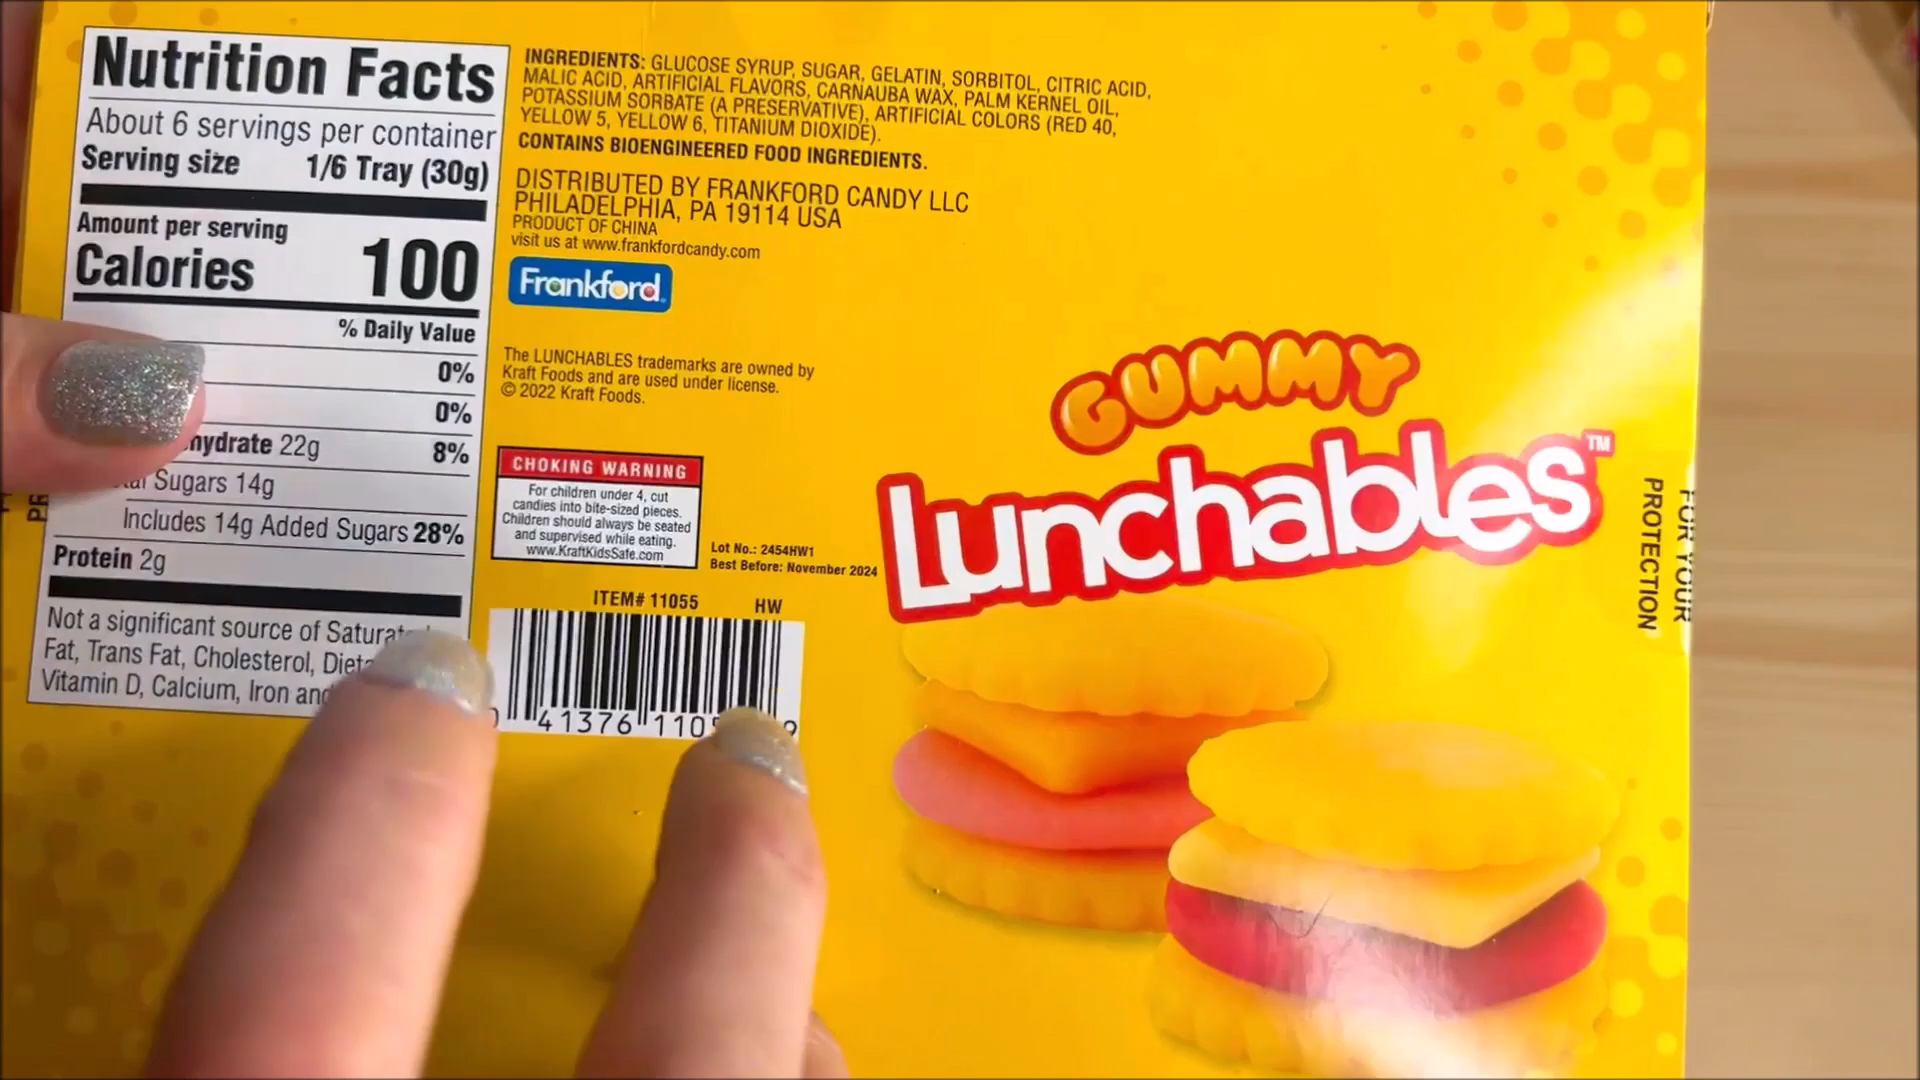 Nutrition Facts
About 6 servings per container
Serving size 1/6 Tray (30g)
Amount per serving
Calories 100
% Daily Value
0%
0%
hydrate 22g 8%
Sugars 14g
Includes 14g Added Sugars 28%
Protein 2g
Not a significant source of
Fat, Trans Fat, Cholesterol,
Vitamin D, Calcium, Iron
INGREDIENTS: GLUCOSE SYRUP, SUGAR, GELATIN, SORBITOL, CITRIC ACID,
MALIC ACID, ARTIFICIAL FLAVORS, CARNAUBA WAX, PALM KERNEL OIL,
POTASSIUM SORBATE (A PRESERVATIVE), ARTIFICIAL COLORS (RED 40,
YELLOW 5, YELLOW 6, TITANIUM DIOXIDE).
CONTAINS BIOENGINEERED FOOD INGREDIENTS.
DISTRIBUTED BY FRANKFORD CANDY LLC
PHILADELPHIA, PA 19114 USA
PRODUCT OF CHINA
visit us at www.frankfordcandy.com
Frankford
The LUNCHABLES trademarks are owned by
Kraft Foods and are used under license.
© 2022 Kraft Foods.
CHOKING WARNING
For children under 4, cut
candies into bite-sized pieces.
Children should always be seated
and supervised while eating.
www.KraftKidsSafe.com
Lot No.: 2454HW1
Best Before: November 2024
ITEM# 11055 HW
41376 110 9
GUMMY
Lunchables™
FOR YOUR
PROTECTION